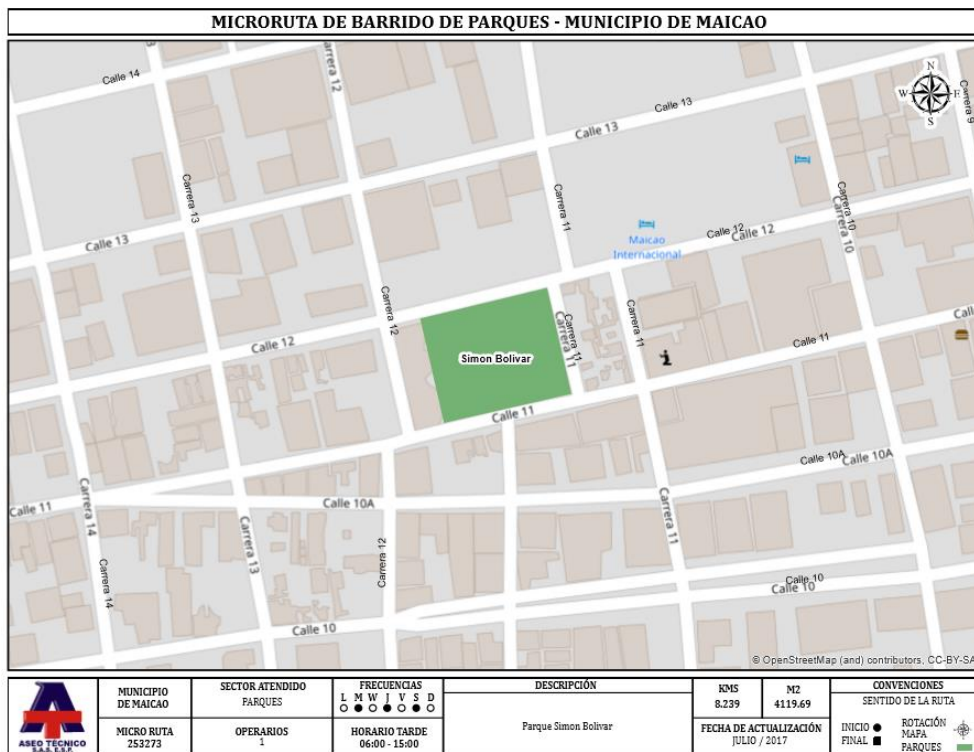 MICRORUTA DE BARRIDO DE PARQUES - MUNICIPIO DE MAICAO
Calle 14
Carrera 12
Calle 13
Calle 13
N
W E
S
Carrera 9
Carrera 13
Carrera 11
Carrera 10
Carrera 10
Calle 13
Calle 12
Calle 12
Maicao
Internacional
Carrera 12
Calle 12
Simon Bolivar
Carrera 11
Carrera 11
Carrera 11
Calle 11
Calle 11
Calle 10A
Calle 10A
Calle 11
Carrera 14
Calle 10A
Carrera 13
Carrera 12
Carrera 11
Carrera 14
Calle 10
Calle 10
Calle 10
© OpenStreetMap (and) contributors, CC-BY-SA
ASEO TECNICO
S.A.S. E.S.P.
MUNICIPIO
DE MAICAO
MICRO RUTA
253273
SECTOR ATENDIDO
PARQUES
OPERARIOS
1
FRECUENCIAS
L M W J V S D
HORARIO TARDE
06:00 - 15:00
DESCRIPCIÓN
Parque Simon Bolivar
KMS
8.239
M2
4119.69
FECHA DE ACTUALIZACIÓN
JULIO / 2017
CONVENCIONES
SENTIDO DE LA RUTA
INICIO
FINAL
ROTACIÓN
MAPA
PARQUES